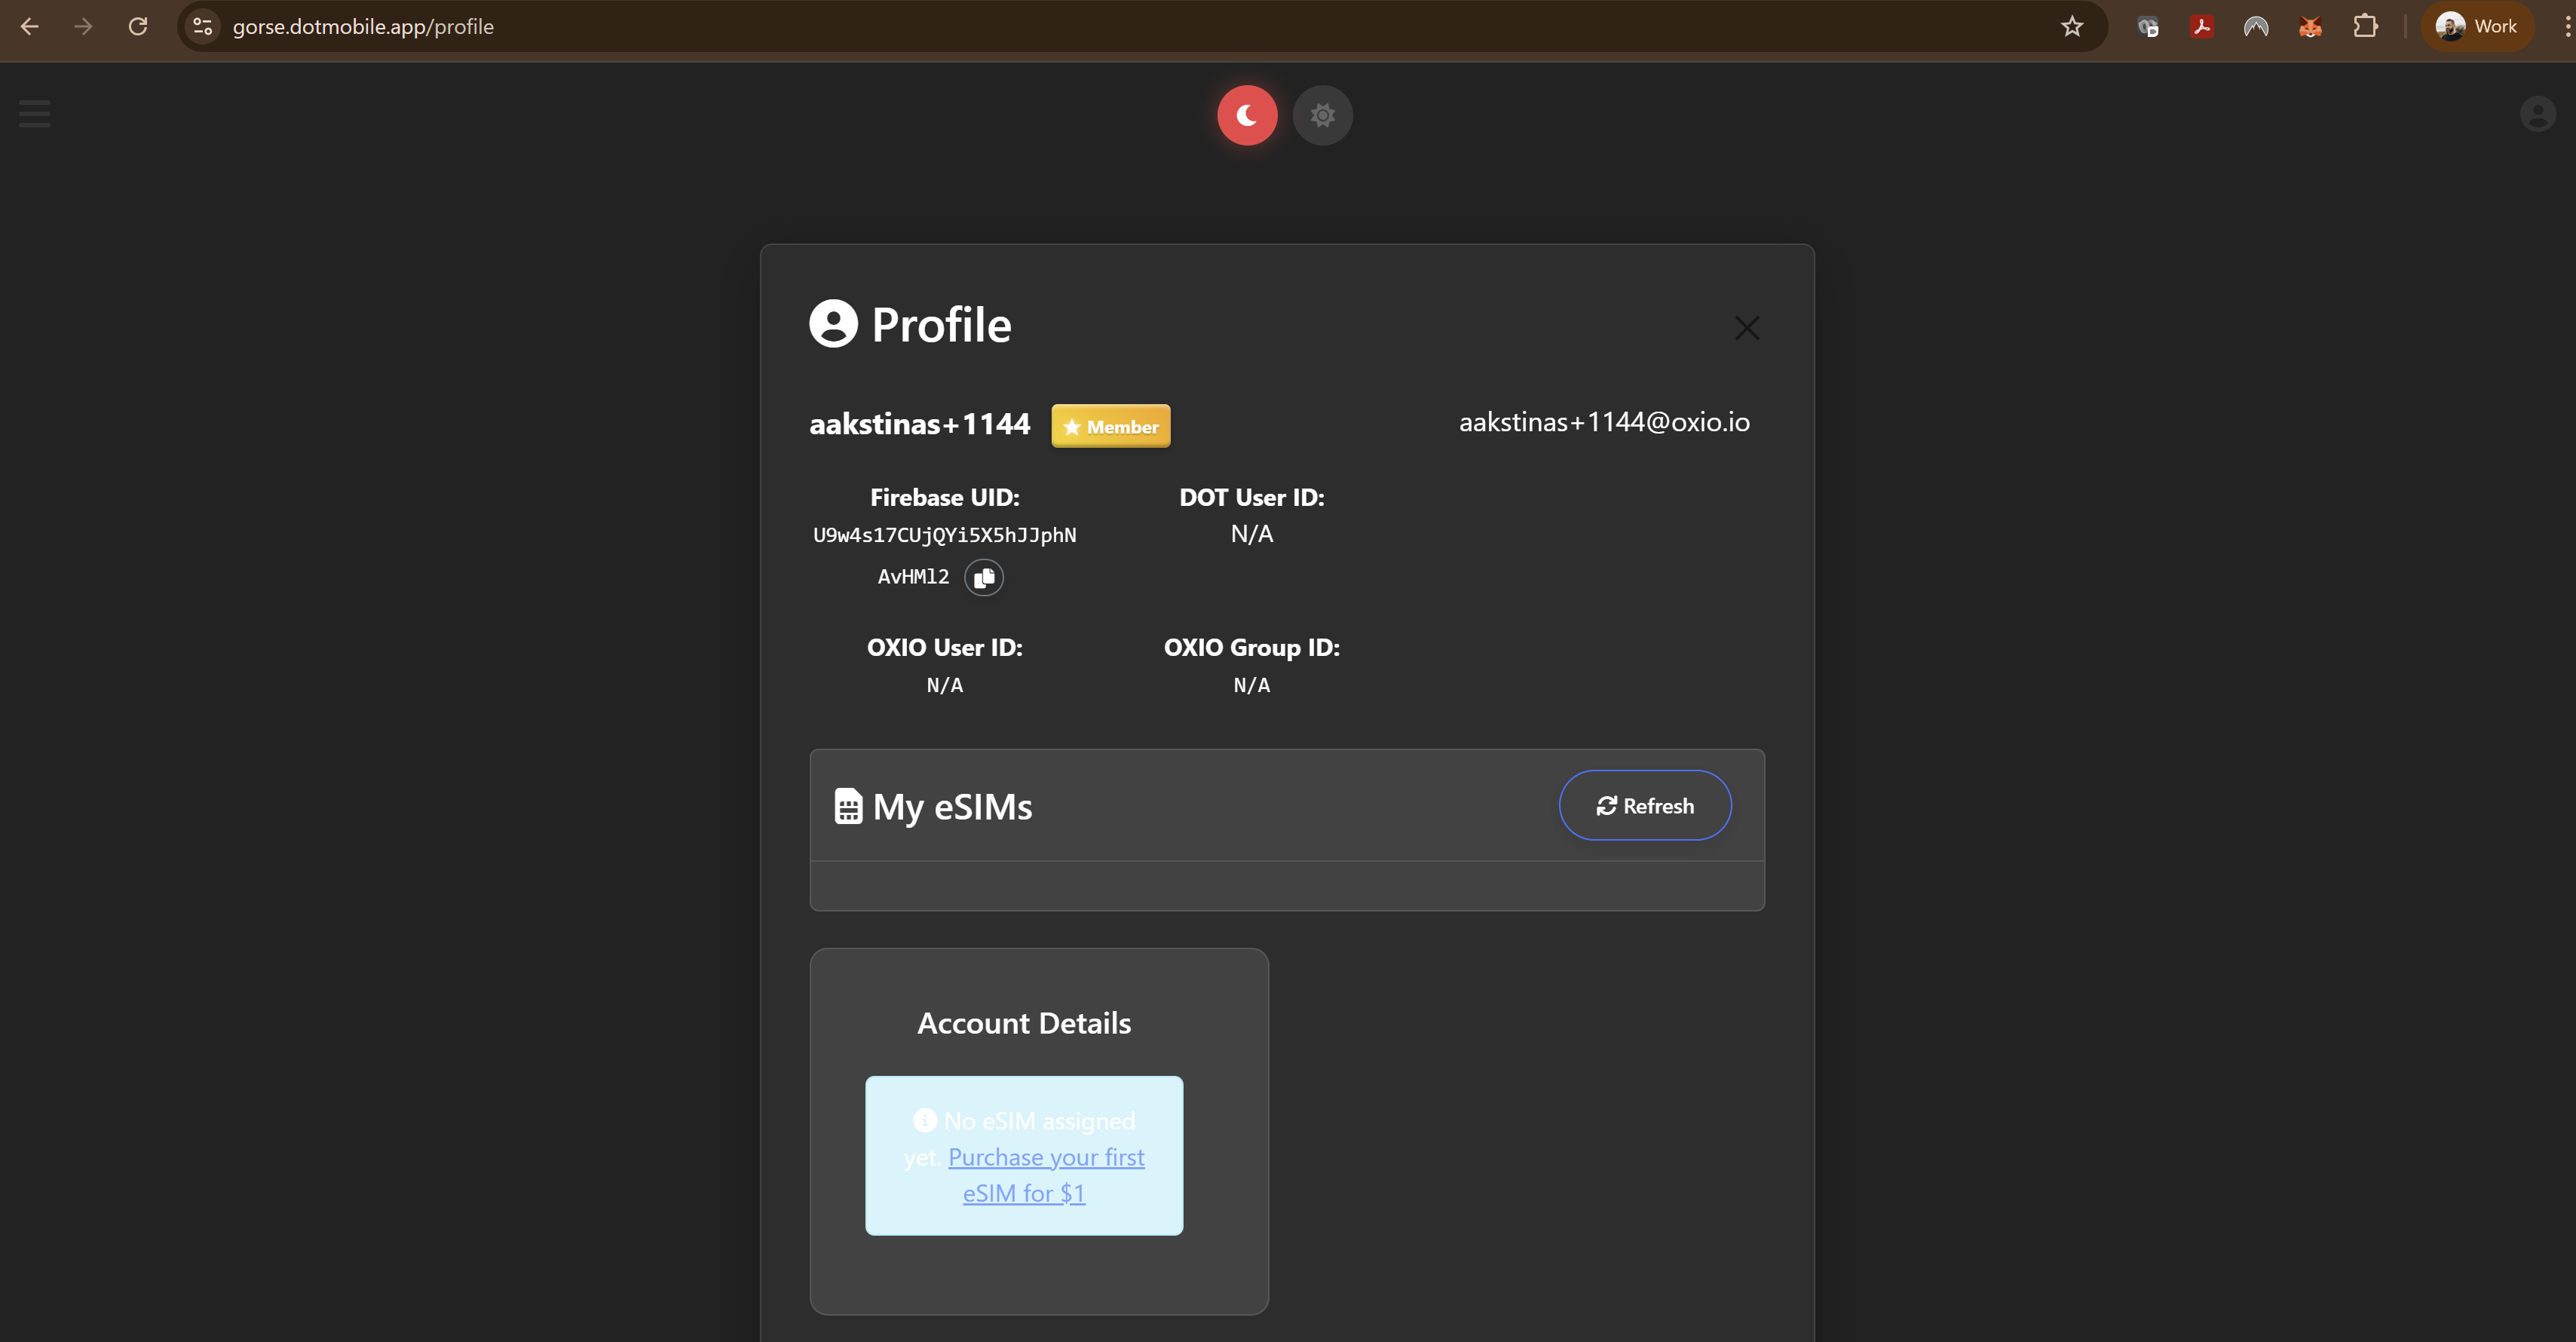 gorse.dotmobile.app/profile
Work
Profile
aakstinas+1144
Member
aakstinas+1144@oxio.io
Firebase UID:
U9w4s17CUjQYi5X5hJJphN
AvHMl2
DOT User ID:
N/A
OXIO User ID:
N/A
OXIO Group ID:
N/A
My eSIMs
Refresh
Account Details
No eSIM assigned
yet. Purchase your first
eSIM for $1